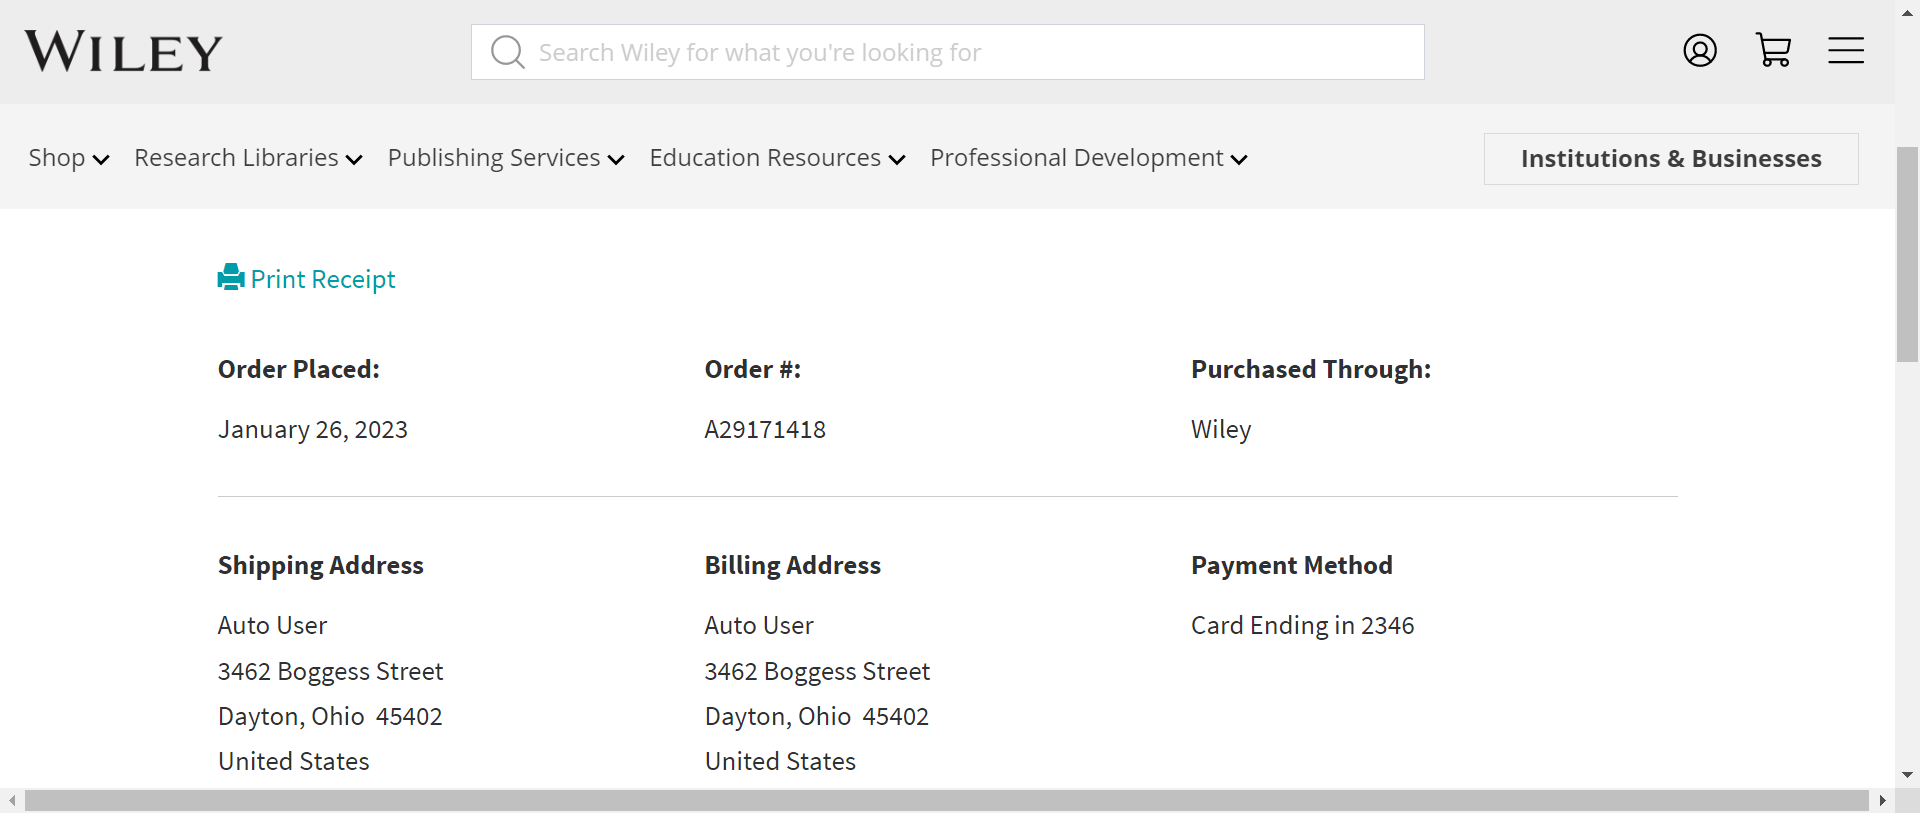 WILEY
Search Wiley for what you're looking for
Shop Research Libraries Publishing Services Education Resources Professional Development Institutions & Businesses
Print Receipt
Order Placed: Order #: Purchased Through:
January 26, 2023 A29171418 Wiley
Shipping Address Billing Address Payment Method
Auto User Auto User Card Ending in 2346
3462 Boggess Street 3462 Boggess Street
Dayton, Ohio 45402 Dayton, Ohio 45402
United States United States